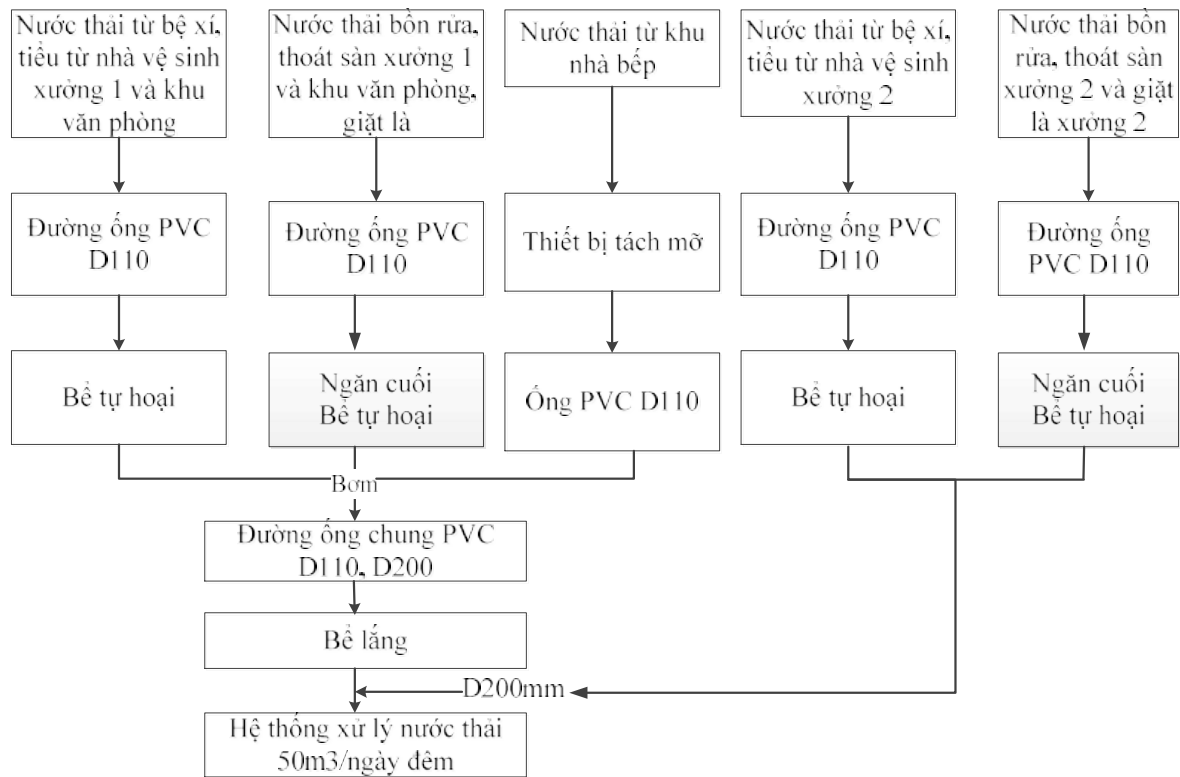 Nước thải từ bệ xí,
tiểu từ nhà vệ sinh
xưởng 1 và khu
văn phòng
Nước thải bồn rửa,
thoát sàn xưởng 1
và khu văn phòng,
giặt là
Nước thải từ khu
nhà bếp
Nước thải từ bệ xí,
tiểu từ nhà vệ sinh
xưởng 2
Nước thải bồn
rửa, thoát sàn
xưởng 2 và giặt
là xưởng 2
Đường ống PVC
D110
Đường ống PVC
D110
Thiết bị tách mỡ
Đường ống PVC
D110
Đường ống
PVC D110
Bể tự hoại
Ngăn cuối
Bể tự hoại
Ống PVC D110
Bể tự hoại
Ngăn cuối
Bể tự hoại
Bơm
Đường ống chung PVC
D110, D200
Bể lắng
D200mm
Hệ thống xử lý nước thải
50m3/ngày đêm